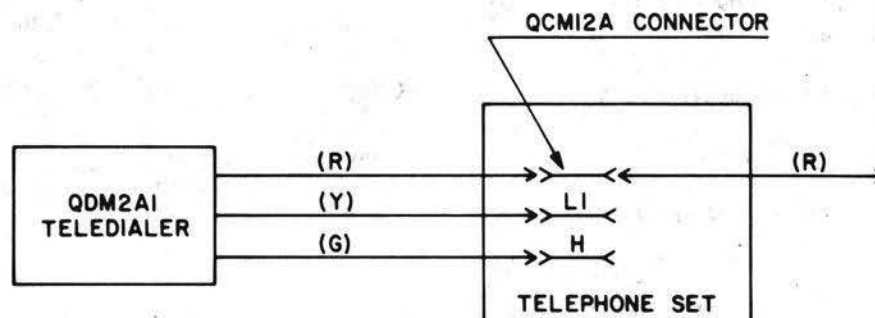 QCM12A CONNECTOR
(R)
(R)
QDM2A1
TELEDIALER
(Y)
L1
(G)
H
TELEPHONE SET